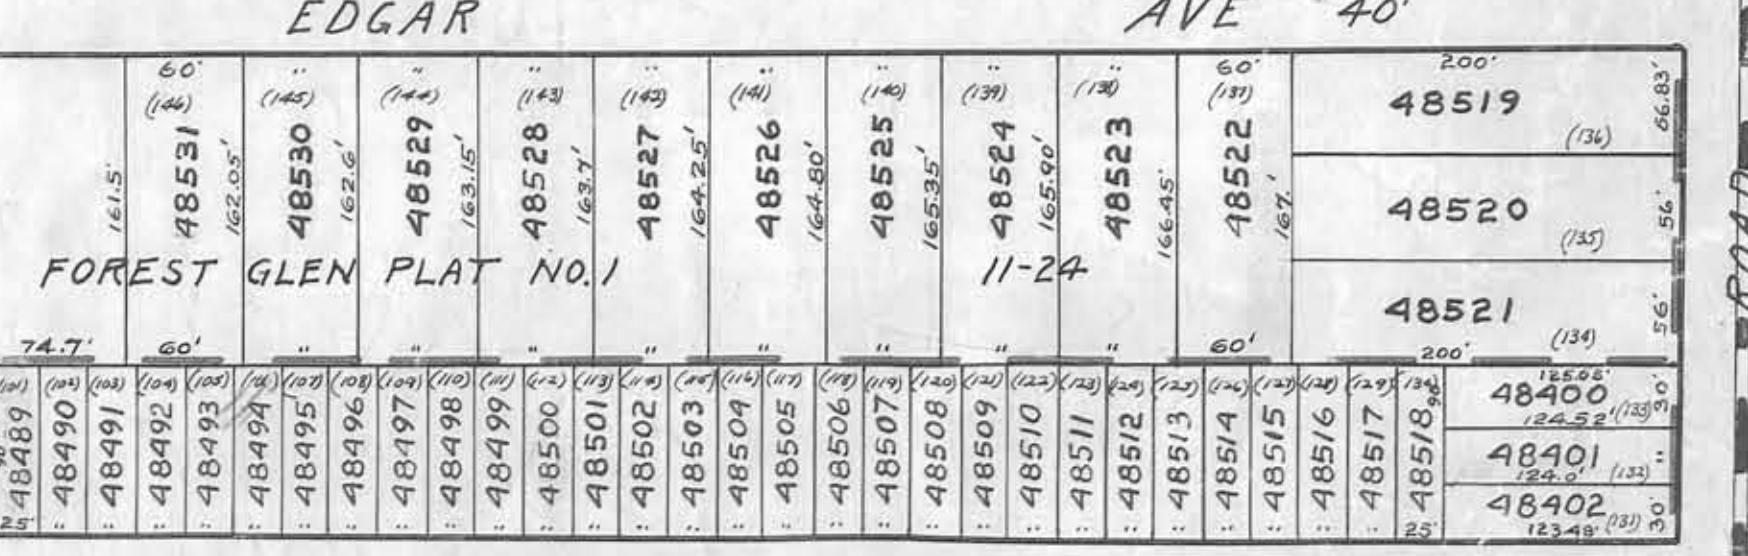 EDGAR AVE 40'
60' " " " " " " " " 60' 200'
(146) (145) (144) (143) (142) (141) (140) (139) (138) (137)
48531 48530 48529 48528 48527 48526 48525 48524 48523 48522
161.5' 162.05' 162.6' 163.15' 163.7' 164.25' 164.80' 165.35' 165.90' 166.45' 167.'
48519 66.83'
(136)
48520 56'
(135)
48521 56'
(134)
ROAD
FOREST GLEN PLAT NO.1 11-24
74.7' 60' " " " " " " " " 60' 200'
(101) (102) (103) (104) (105) (106) (107) (108) (109) (110) (111) (112) (113) (114) (115) (116) (117) (118) (119) (120) (121) (122) (123) (124) (125) (126) (127) (128) (129) (130)
90'
48489 48490 48491 48492 48493 48494 48495 48496 48497 48498 48499 48500 48501 48502 48503 48504 48505 48506 48507 48508 48509 48510 48511 48512 48513 48514 48515 48516 48517 48518
25' " " " " " " " " " " " " " " " " " " " " " " " " " " " " 25'
125.05'
48400 30'
124.52' (133)
48401 "
124.0' (132)
48402 30'
123.48' (131)